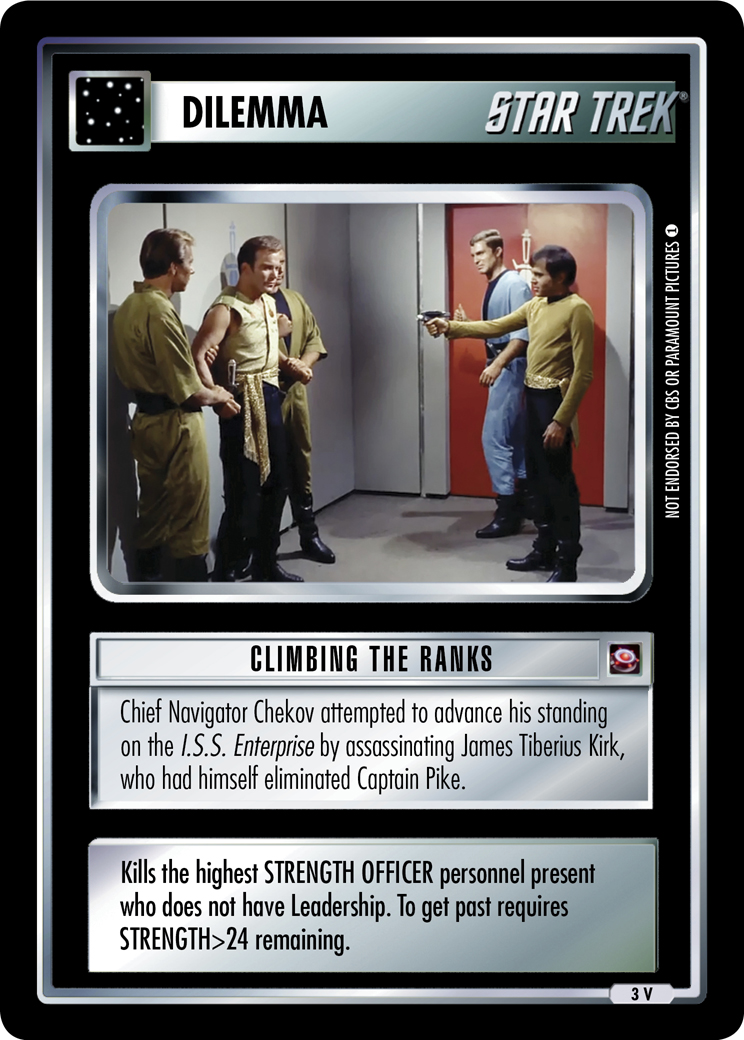 DILEMMA
STAR TREK®
NOT ENDORSED BY CBS OR PARAMOUNT PICTURES
CLIMBING THE RANKS
Chief Navigator Chekov attempted to advance his standing
on the I.S.S. Enterprise by assassinating James Tiberius Kirk,
who had himself eliminated Captain Pike.
Kills the highest STRENGTH OFFICER personnel present
who does not have Leadership. To get past requires
STRENGTH>24 remaining.
3 V